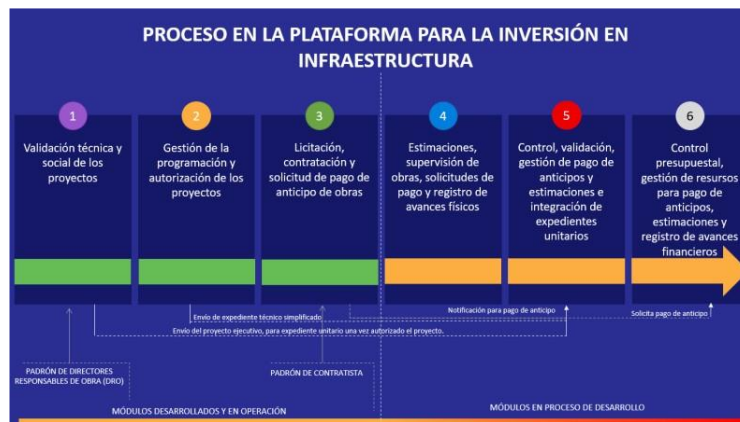 PROCESO EN LA PLATAFORMA PARA LA INVERSIÓN EN
INFRAESTRUCTURA
1
Validación técnica y
social de los
proyectos
2
Gestión de la
programación y
autorización de los
proyectos
3
Licitación,
contratación y
solicitud de pago de
anticipo de obras
4
Estimaciones,
supervisión de
obras, solicitudes de
pago y registro de
avances físicos
5
Control, validación,
gestión de pago de
anticipos y
estimaciones e
integración de
expedientes
unitarios
6
Control
presupuestal,
gestión de resursos
para pago de
anticipos,
estimaciones y
registro de avances
financieros
Envío de expediente técnico simplificado
Notificación para pago de anticipo
Solicita pago de anticipo
Envío del proyecto ejecutivo, para expediente unitario una vez autorizado el proyecto.
PADRÓN DE DIRECTORES
RESPONSABLES DE OBRA (DRO)
PADRÓN DE CONTRATISTA
MÓDULOS DESARROLLADOS Y EN OPERACIÓN
MÓDULOS EN PROCESO DE DESARROLLO